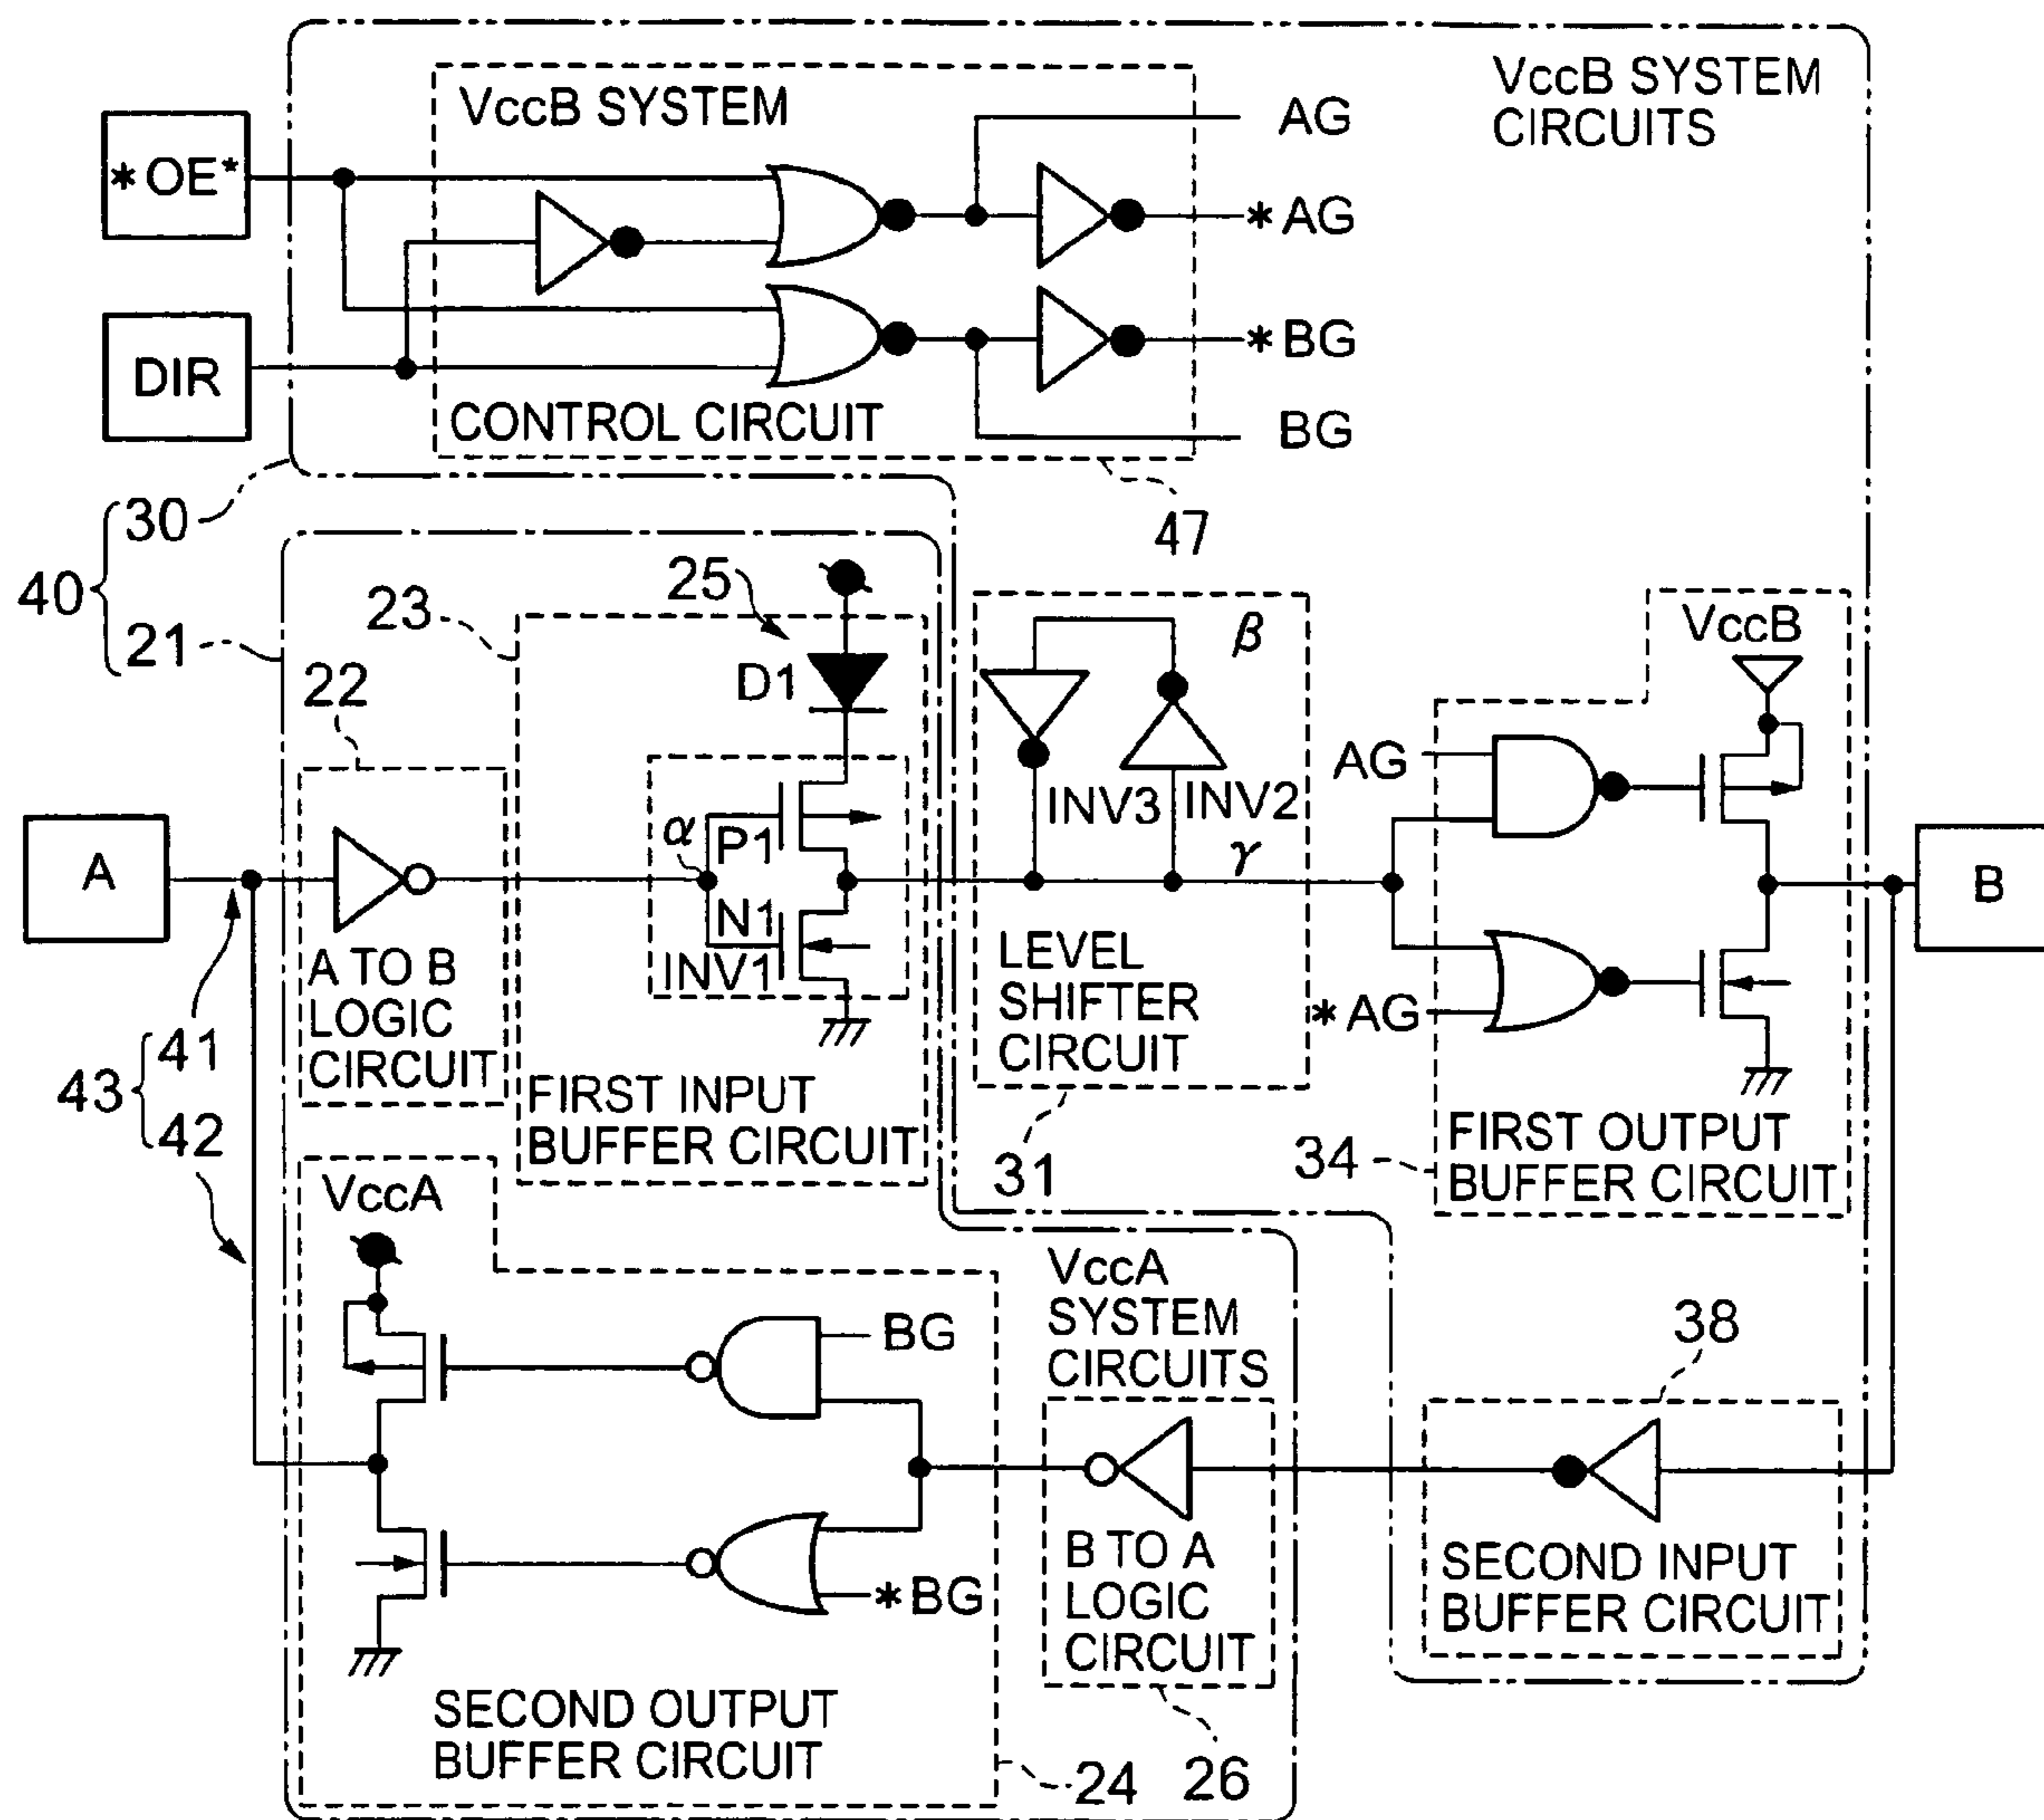 VccB SYSTEM
VccB SYSTEM
CIRCUITS
AG
*OE*
*AG
DIR
*BG
CONTROL CIRCUIT
BG
30
40
21
47
25
23
22
D1
β
VccB
AG
A
α
P1
N1
INV1
INV3
INV2
γ
B
A TO B
LOGIC
CIRCUIT
LEVEL
SHIFTER
CIRCUIT
*AG
41
43
42
FIRST INPUT
BUFFER CIRCUIT
31
34
FIRST OUTPUT
BUFFER CIRCUIT
VccA
VccA
SYSTEM
CIRCUITS
BG
38
B TO A
LOGIC
CIRCUIT
*BG
SECOND INPUT
BUFFER CIRCUIT
SECOND OUTPUT
BUFFER CIRCUIT
24
26